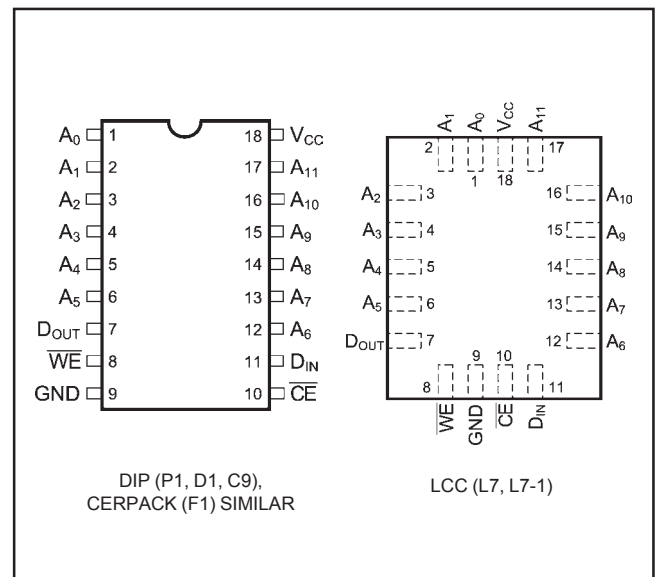 A0 1 18 VCC
A1 2 17 A11
A2 3 16 A10
A3 4 15 A9
A4 5 14 A8
A5 6 13 A7
DOUT 7 12 A6
WE 8 11 DIN
GND 9 10 CE
DIP (P1, D1, C9),
CERPACK (F1) SIMILAR
A1 A0 VCC A11
2 1 18 17
A2 3 16 A10
A3 4 15 A9
A4 5 14 A8
A5 6 13 A7
DOUT 7 12 A6
8 9 10 11
WE GND CE DIN
LCC (L7, L7-1)